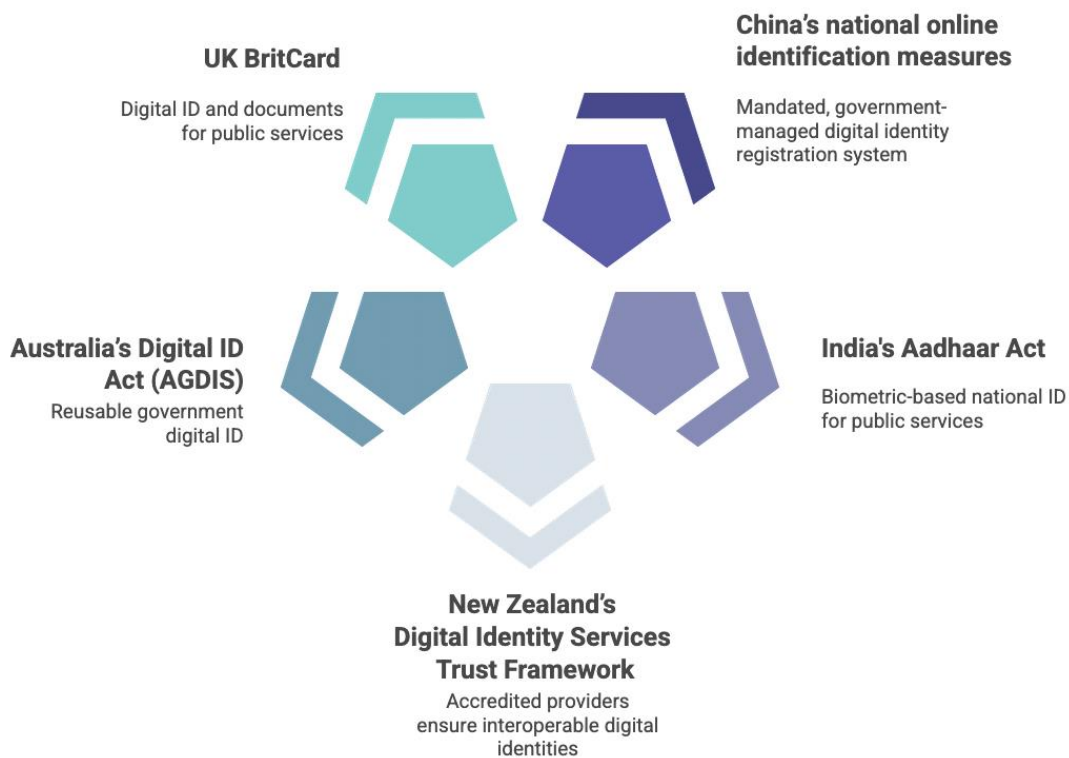 UK BritCard
Digital ID and documents
for public services
China’s national online
identification measures
Mandated, government-
managed digital identity
registration system
Australia’s Digital ID
Act (AGDIS)
Reusable government
digital ID
India's Aadhaar Act
Biometric-based national ID
for public services
New Zealand’s
Digital Identity Services
Trust Framework
Accredited providers
ensure interoperable digital
identities